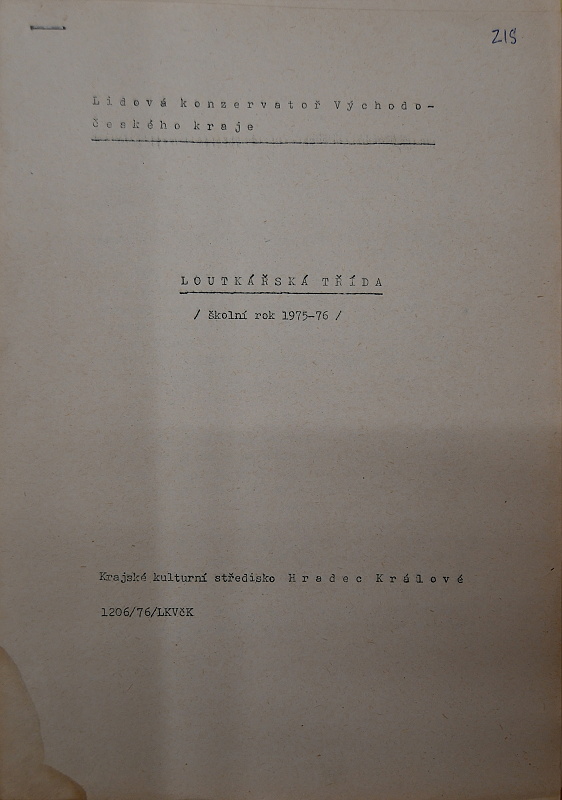 218
Lidová konzervatoř Východo-
českého kraje
LOUTKÁŘSKÁ TŘÍDA
/ školní rok 1975-76 /
Krajské kulturní středisko Hradec Králové
1206/76/LKVčK